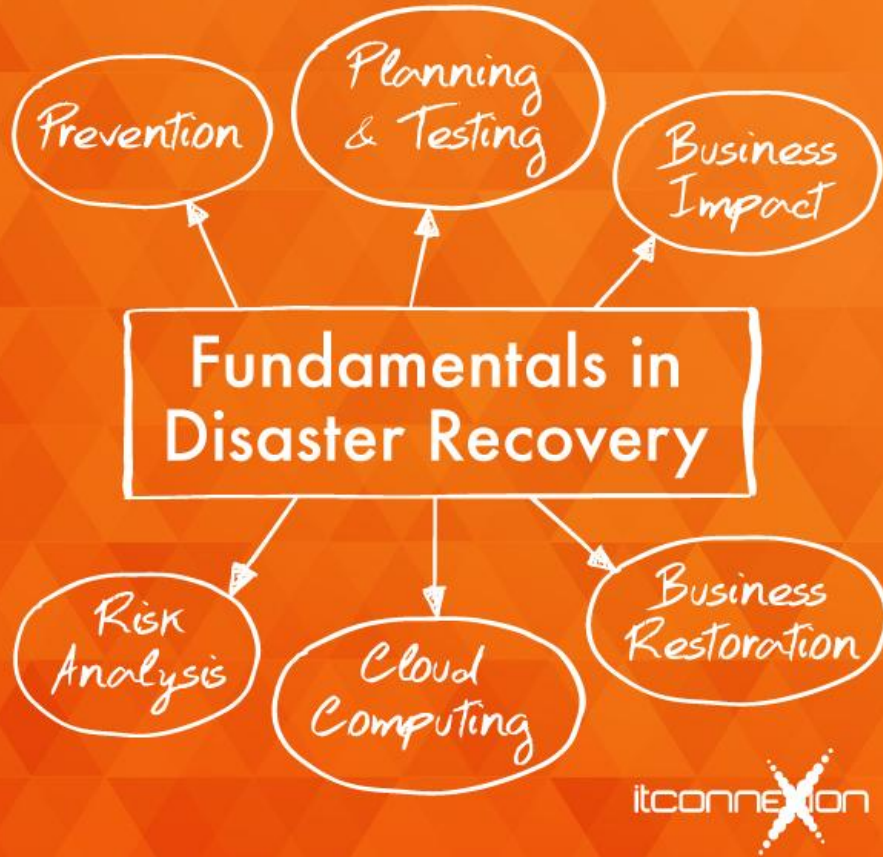 Prevention
Planning
& Testing
Business
Impact
Fundamentals in
Disaster Recovery
Risk
Analysis
Cloud
Computing
Business
Restoration
itconnexion